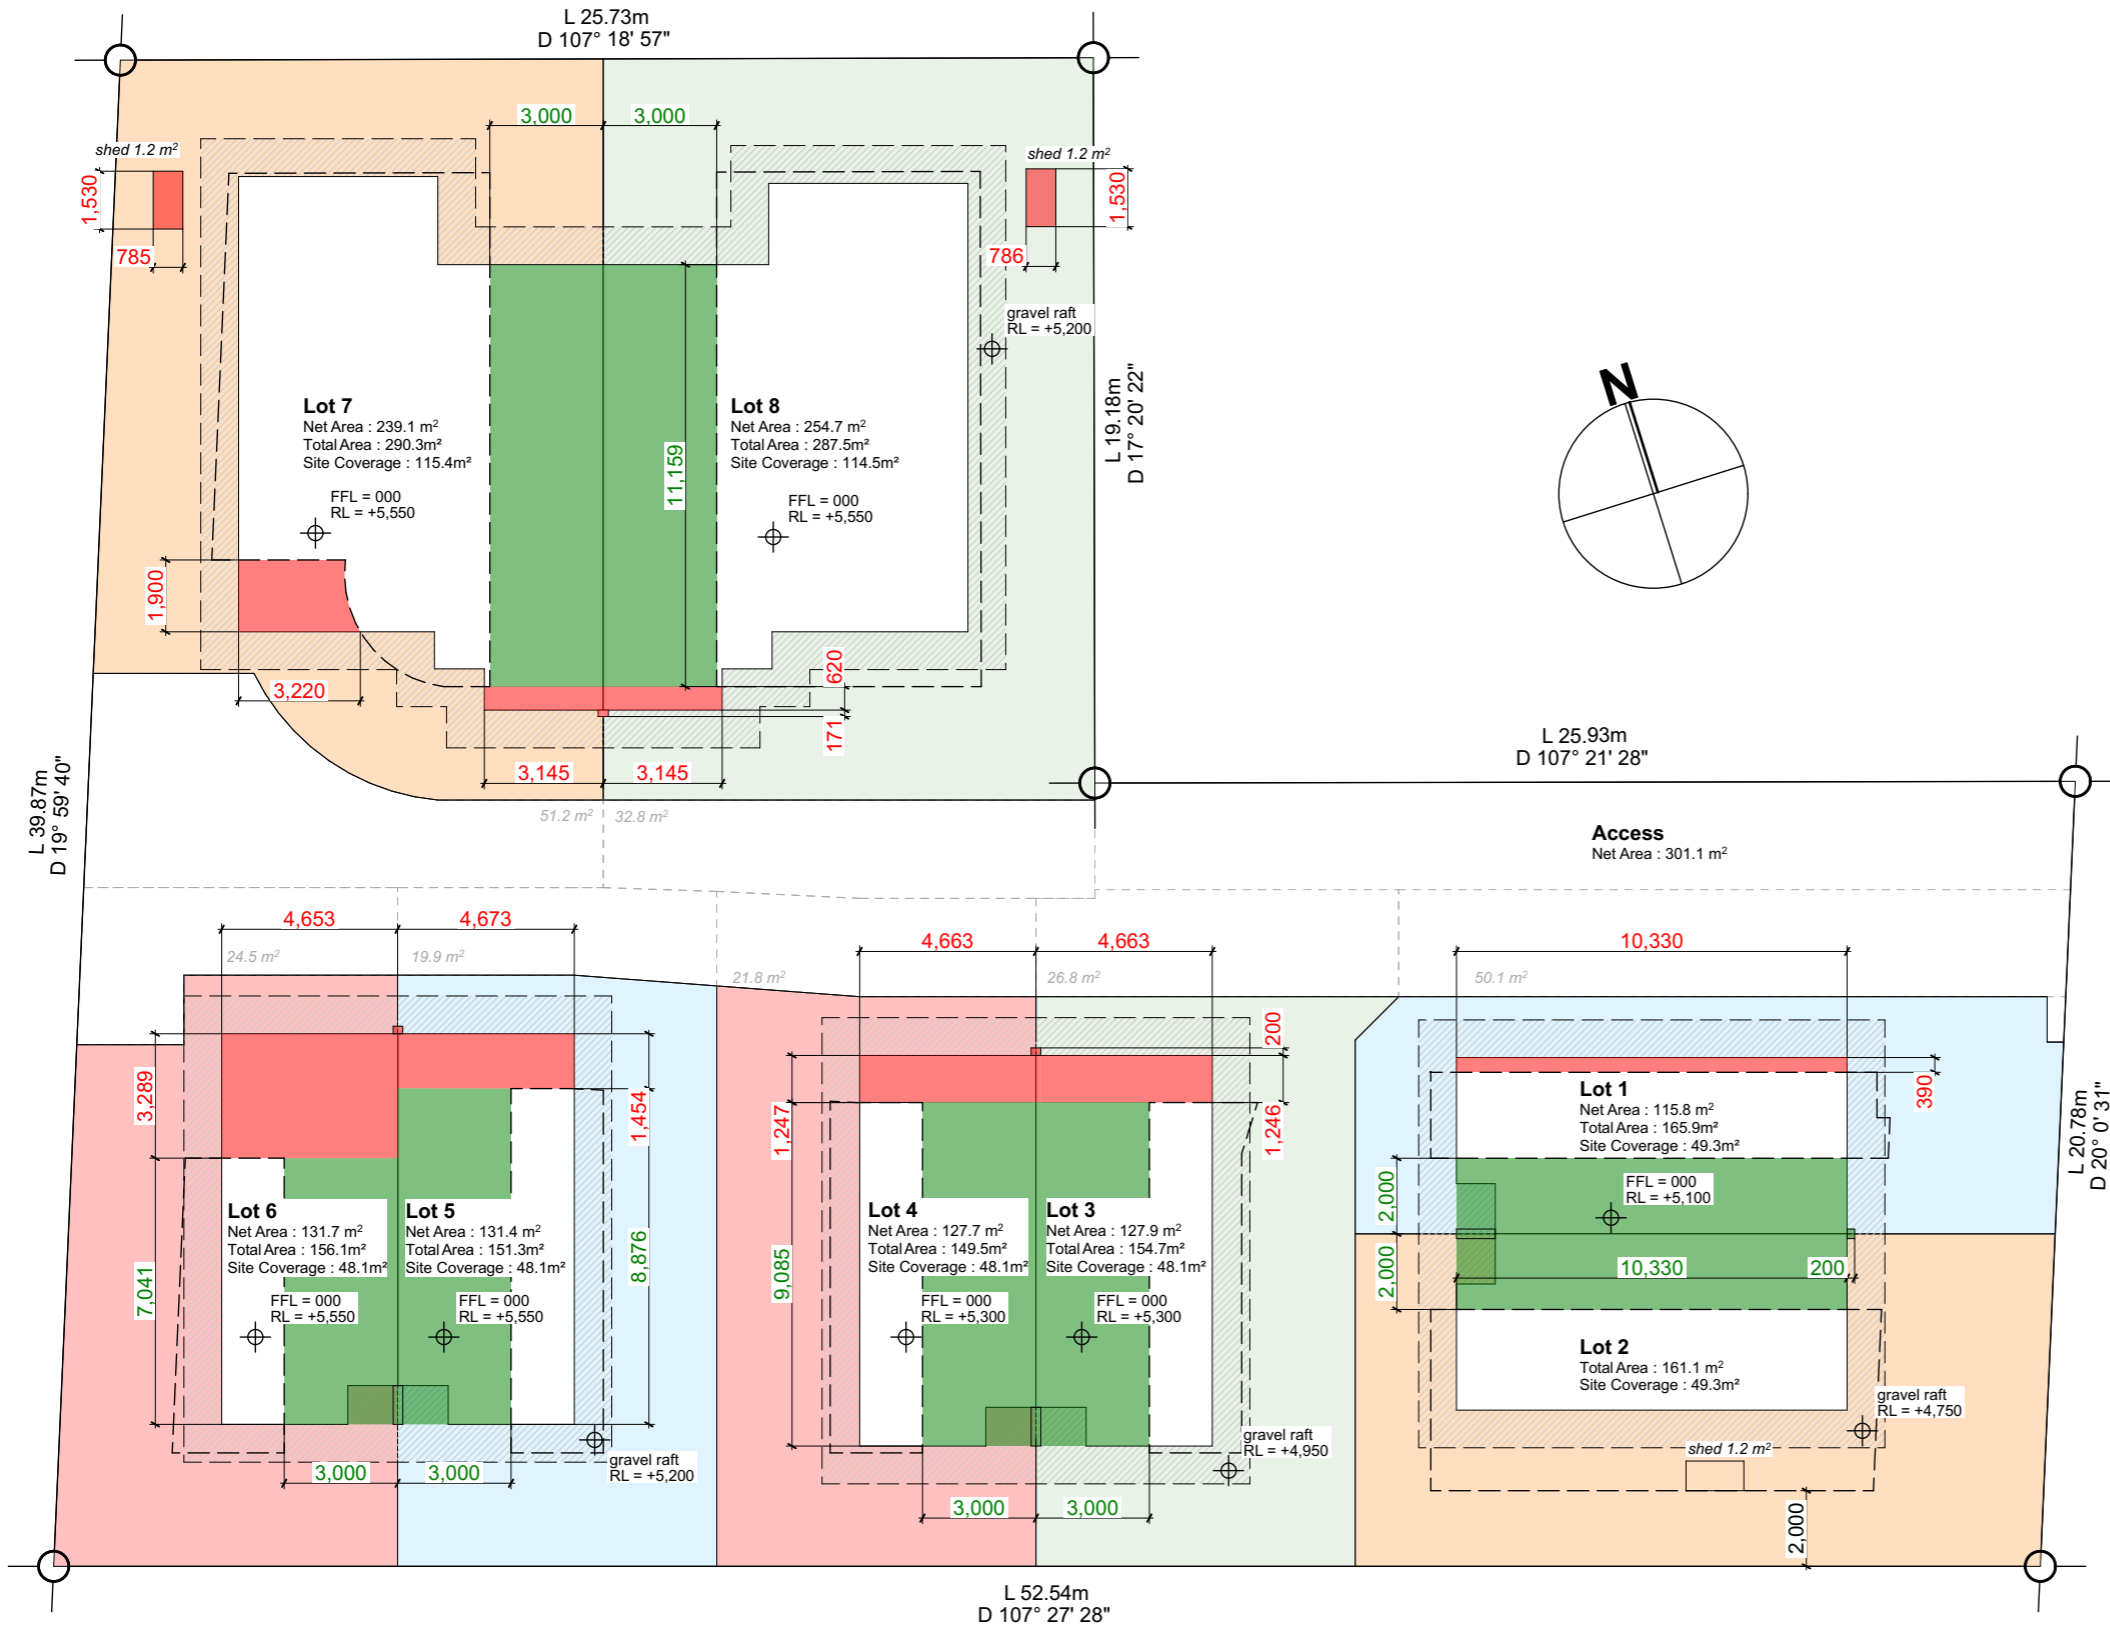 L 25.73m
D 107° 18' 57"
3,000
3,000
shed 1.2 m²
shed 1.2 m²
1,530
1,530
785
786
gravel raft
RL = +5,200
N
L 19.18m
D 17° 20' 22"
Lot 7
Net Area : 239.1 m²
Total Area : 290.3m²
Site Coverage : 115.4m²
Lot 8
Net Area : 254.7 m²
Total Area : 287.5m²
Site Coverage : 114.5m²
11,159
FFL = 000
RL = +5,550
FFL = 000
RL = +5,550
1,900
3,220
620
171
3,145
3,145
L 25.93m
D 107° 21' 28"
L 39.87m
D 19° 59' 40"
51.2 m²
32.8 m²
Access
Net Area : 301.1 m²
4,653
4,673
4,663
4,663
10,330
24.5 m²
19.9 m²
21.8 m²
26.8 m²
50.1 m²
3,289
1,454
1,247
200
1,246
390
Lot 1
Net Area : 115.8 m²
Total Area : 165.9m²
Site Coverage : 49.3m²
L 20.78m
D 20° 0' 31"
FFL = 000
RL = +5,100
2,000
2,000
10,330
200
Lot 6
Net Area : 131.7 m²
Total Area : 156.1m²
Site Coverage : 48.1m²
Lot 5
Net Area : 131.4 m²
Total Area : 151.3m²
Site Coverage : 48.1m²
Lot 4
Net Area : 127.7 m²
Total Area : 149.5m²
Site Coverage : 48.1m²
Lot 3
Net Area : 127.9 m²
Total Area : 154.7m²
Site Coverage : 48.1m²
7,041
8,876
9,085
FFL = 000
RL = +5,550
FFL = 000
RL = +5,550
FFL = 000
RL = +5,300
FFL = 000
RL = +5,300
Lot 2
Total Area : 161.1 m²
Site Coverage : 49.3m²
gravel raft
RL = +4,750
shed 1.2 m²
gravel raft
RL = +4,950
gravel raft
RL = +5,200
3,000
3,000
3,000
3,000
2,000
L 52.54m
D 107° 27' 28"